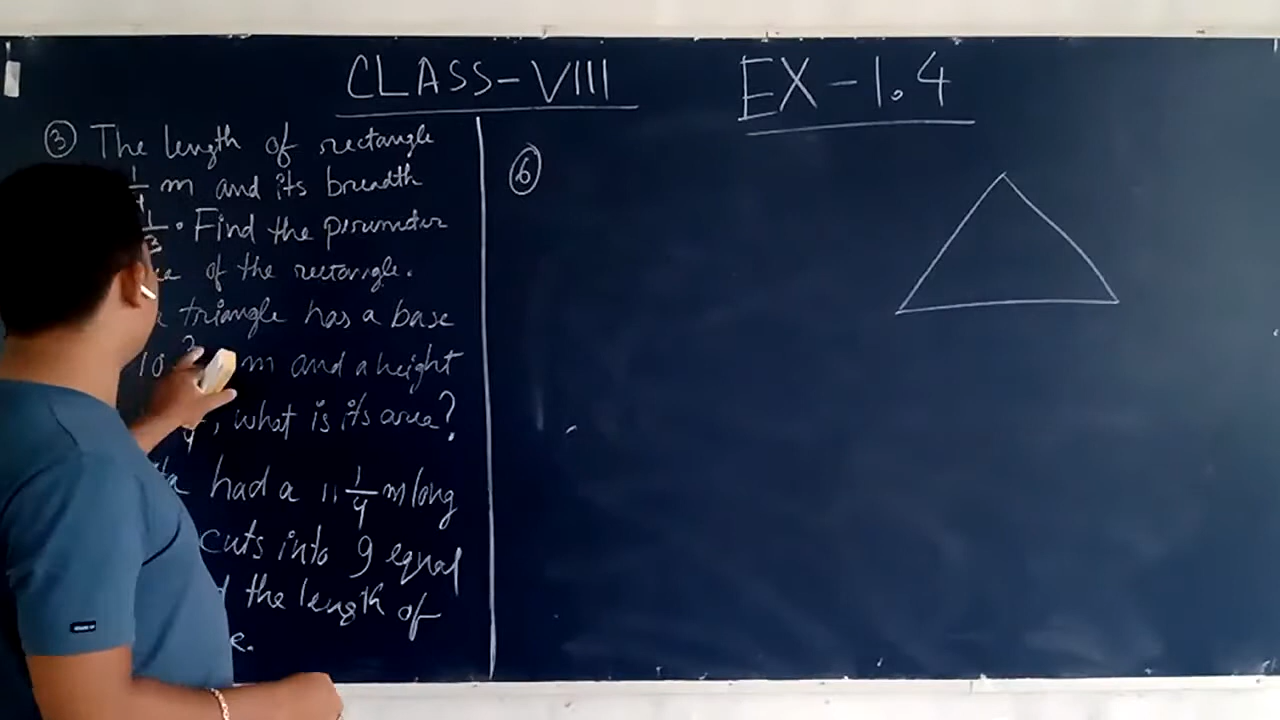 CLASS-VIII
EX-1.4
③ The length of rectangle
m and its breadth
Find the perimeter
of the rectangle.
triangle has a base
10 m and a height
, what is its area?
had a 11 1/4 m long
cuts into 9 equal
the length of
⑥